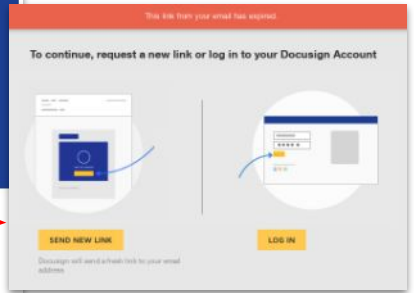 This link from your email has expired.
To continue, request a new link or log in to your Docusign Account
SEND NEW LINK
LOG IN
Docusign will send a fresh link to your email
address